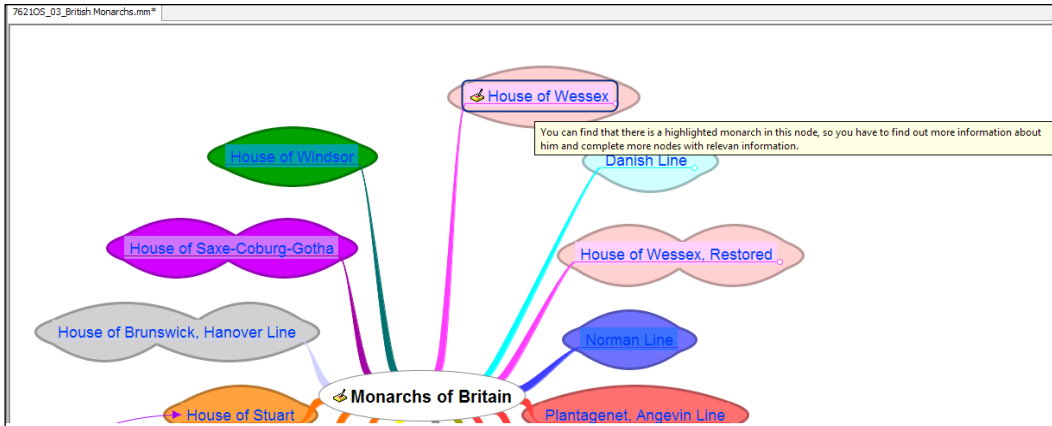 7621OS_03_British Monarchs.mm*
House of Wessex
You can find that there is a highlighted monarch in this node, so you have to find out more information about
him and complete more nodes with relevan information.
House of Windsor
Danish Line
House of Saxe-Coburg-Gotha
House of Wessex, Restored
House of Brunswick, Hanover Line
Norman Line
Monarchs of Britain
House of Stuart
Plantagenet, Angevin Line